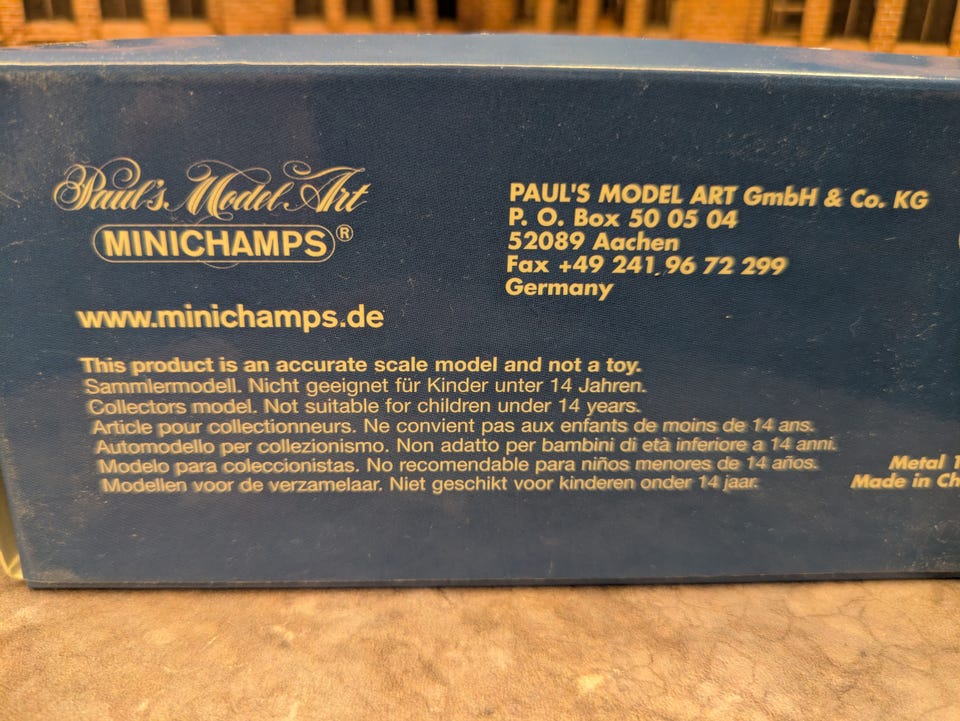 Paul's Model Art
MINICHAMPS®
www.minichamps.de
PAUL'S MODEL ART GmbH & Co. KG
P. O. Box 50 05 04
52089 Aachen
Fax +49 241 96 72 299
Germany
This product is an accurate scale model and not a toy.
Sammlermodell. Nicht geeignet für Kinder unter 14 Jahren.
Collectors model. Not suitable for children under 14 years.
Article pour collectionneurs. Ne convient pas aux enfants de moins de 14 ans.
Automodello per collezionismo. Non adatto per bambini di età inferiore a 14 anni.
Modelo para coleccionistas. No recomendable para niños menores de 14 años.
Modellen voor de verzamelaar. Niet geschikt voor kinderen onder 14 jaar.
Metal
Made in